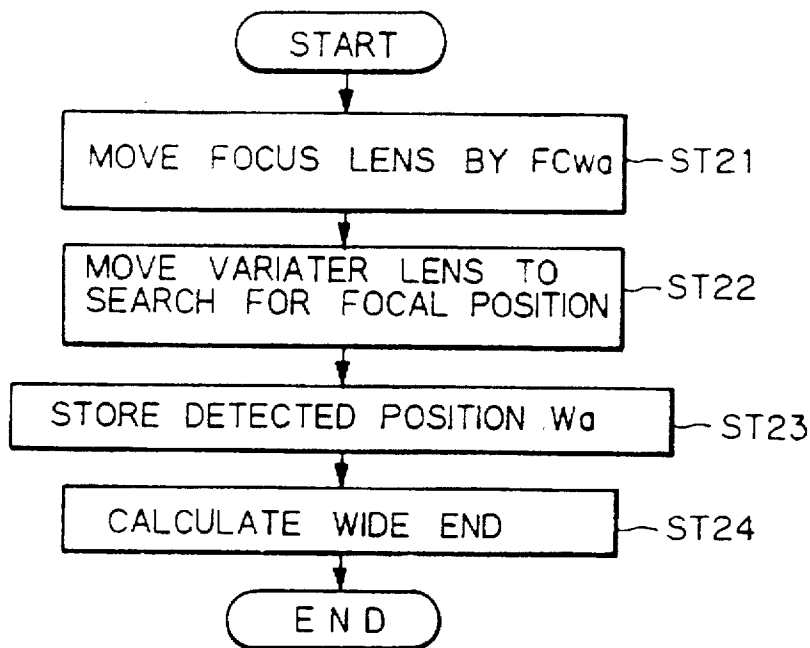 START
MOVE FOCUS LENS BY FCwa
ST21
MOVE VARIATER LENS TO
SEARCH FOR FOCAL POSITION
ST22
STORE DETECTED POSITION Wa
ST23
CALCULATE WIDE END
ST24
END